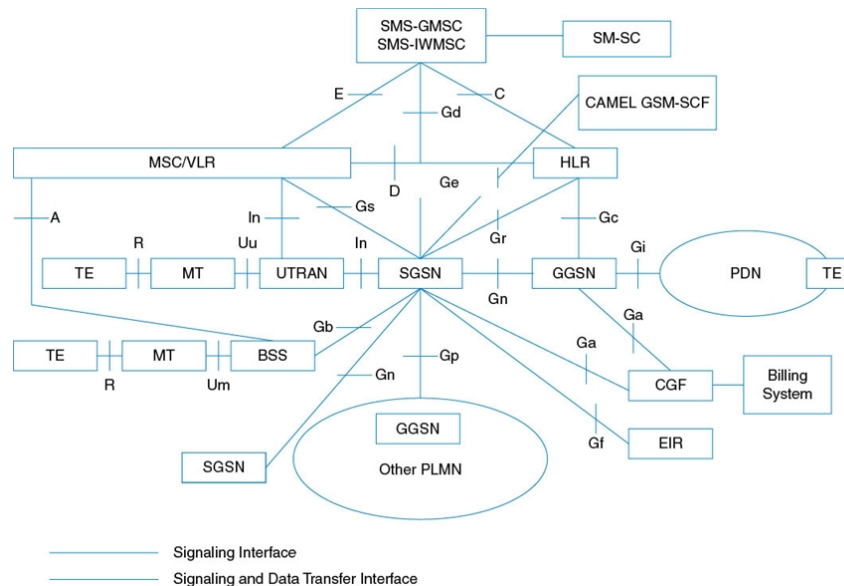 SMS-GMSC
SMS-IWMSC
SM-SC
E
C
Gd
CAMEL GSM-SCF
MSC/VLR
HLR
D
Ge
Gs
A
In
Gc
Gr
R
Uu
In
Gi
TE
MT
UTRAN
SGSN
GGSN
PDN
TE
Gn
Ga
Gb
Ga
TE
MT
BSS
Gp
Gn
R
Um
CGF
Billing
System
GGSN
Gf
EIR
SGSN
Other PLMN
Signaling Interface
Signaling and Data Transfer Interface